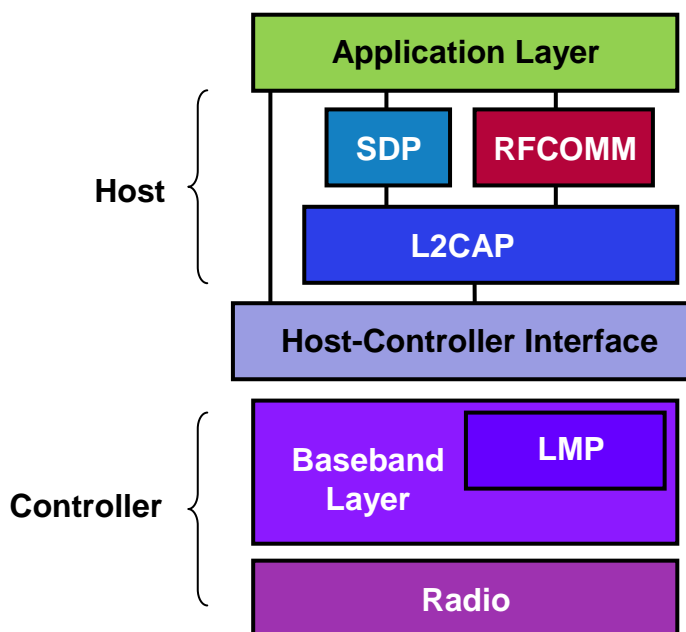 Application Layer
SDP
RFCOMM
Host
L2CAP
Host-Controller Interface
LMP
Baseband
Layer
Controller
Radio